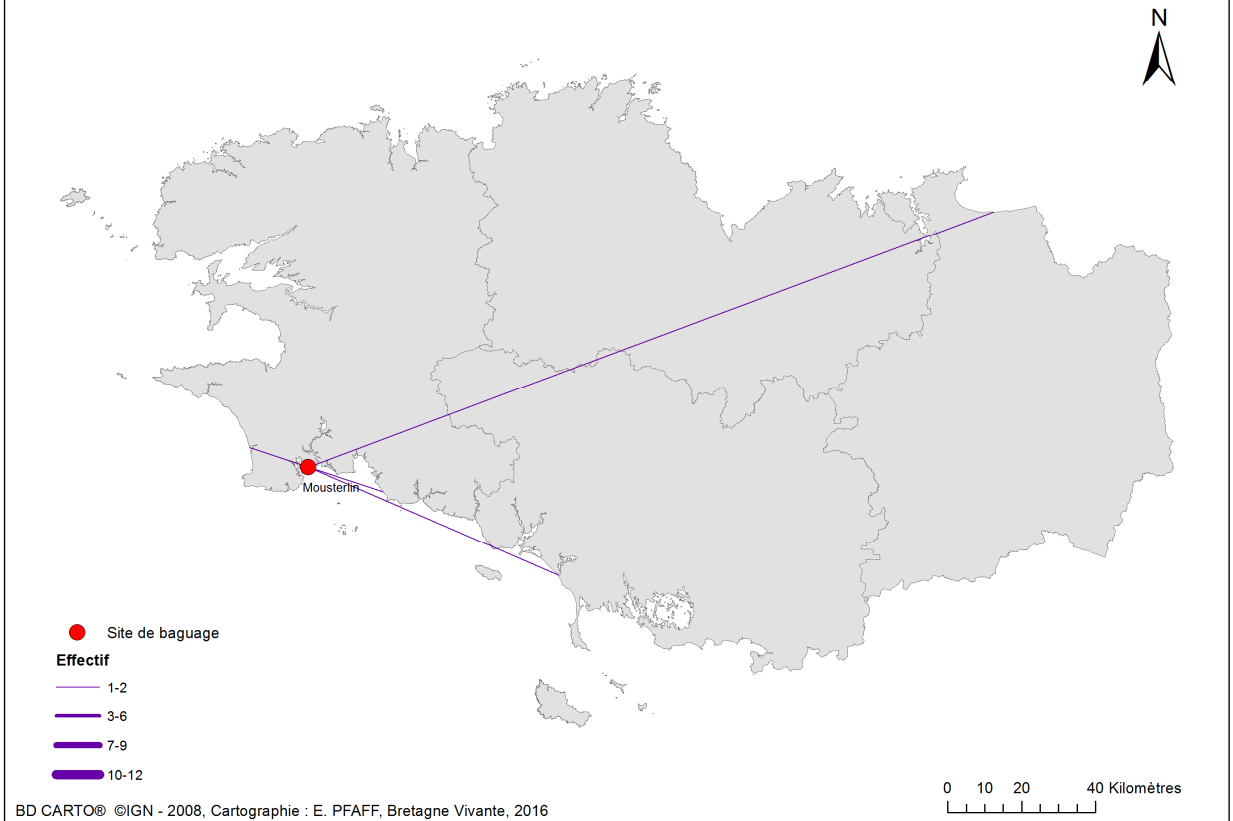 N
Mousterlin
Site de baguage
Effectif
1-2
3-6
7-9
10-12
0 10 20 40 Kilomètres
BD CARTO® ©IGN - 2008, Cartographie : E. PFAFF, Bretagne Vivante, 2016